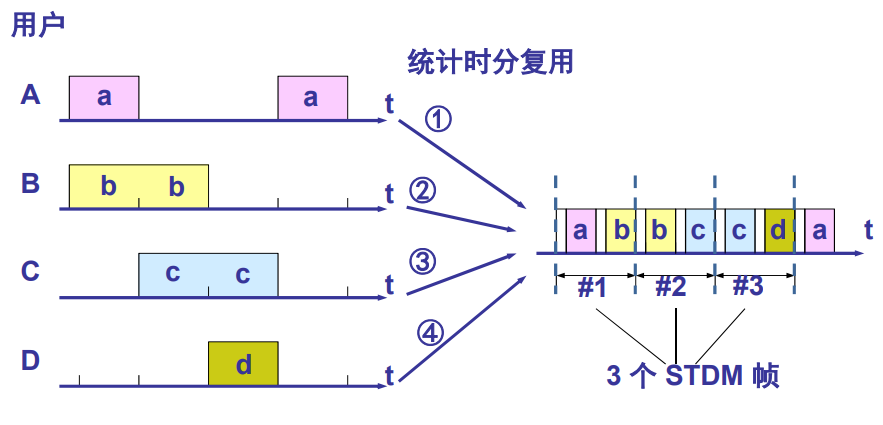 用户
统计时分复用
A a a t ①
B b b t ②
C c c t ③
D d t ④
a b b c c d a t
#1 #2 #3
3 个 STDM 帧